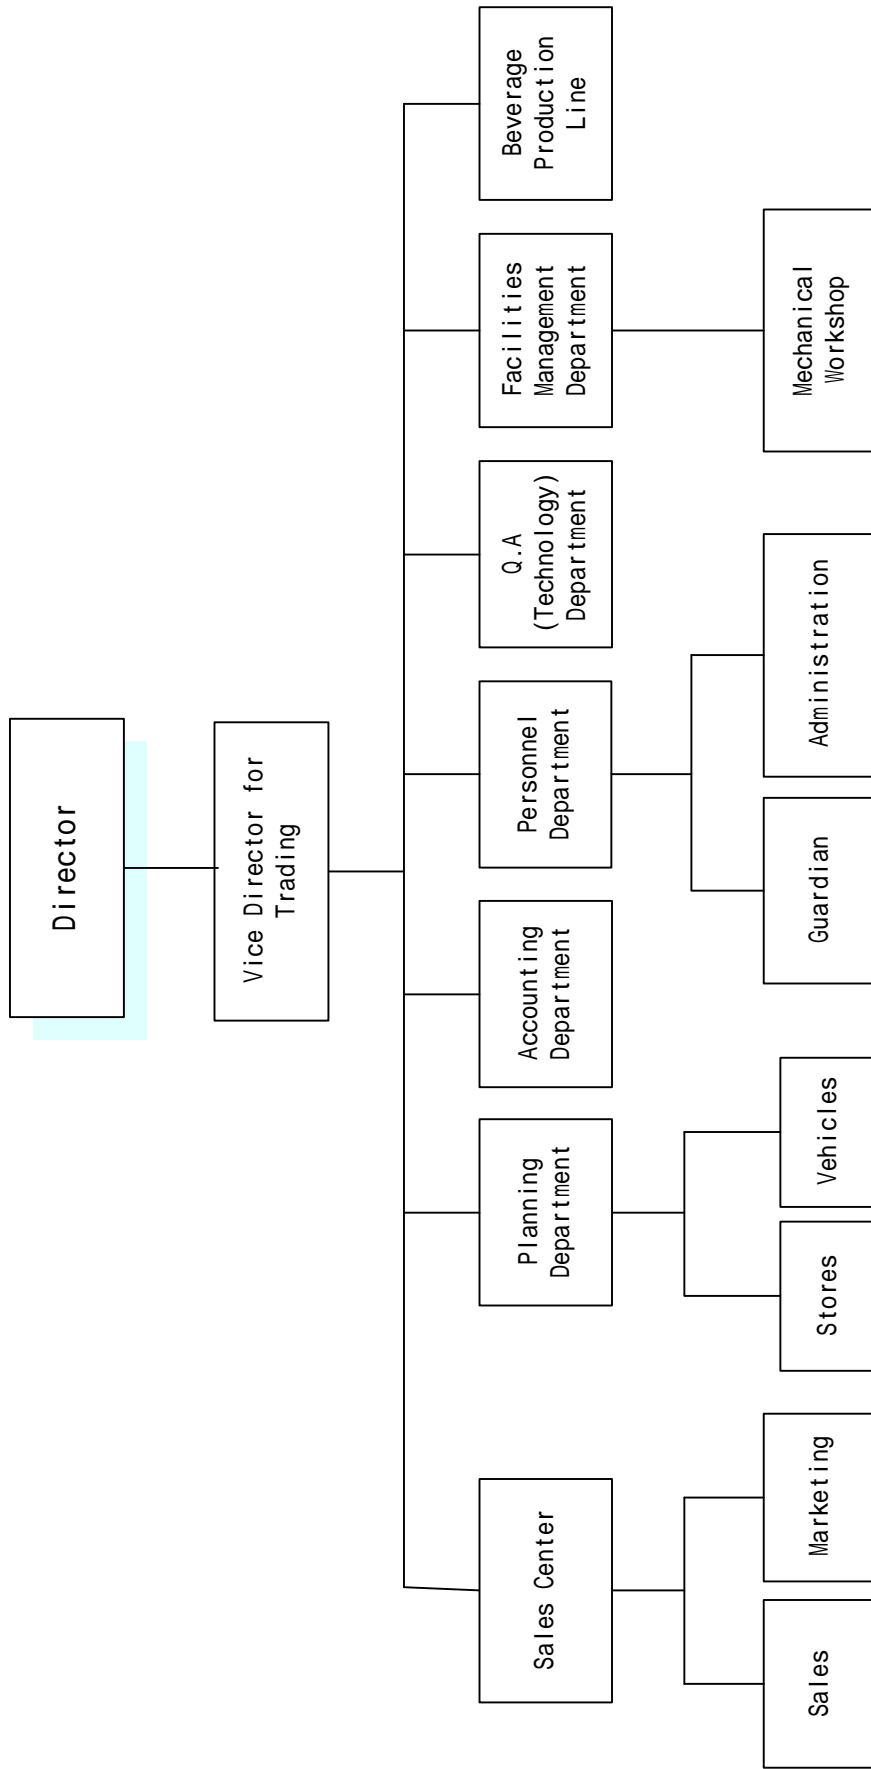 Director
Vice Director for
Trading
Sales Center
Planning
Department
Accounting
Department
Personnel
Department
Q.A
(Technology)
Department
Facilities
Management
Department
Beverage
Production
Line
Sales
Marketing
Stores
Vehicles
Guardian
Administration
Mechanical
Workshop